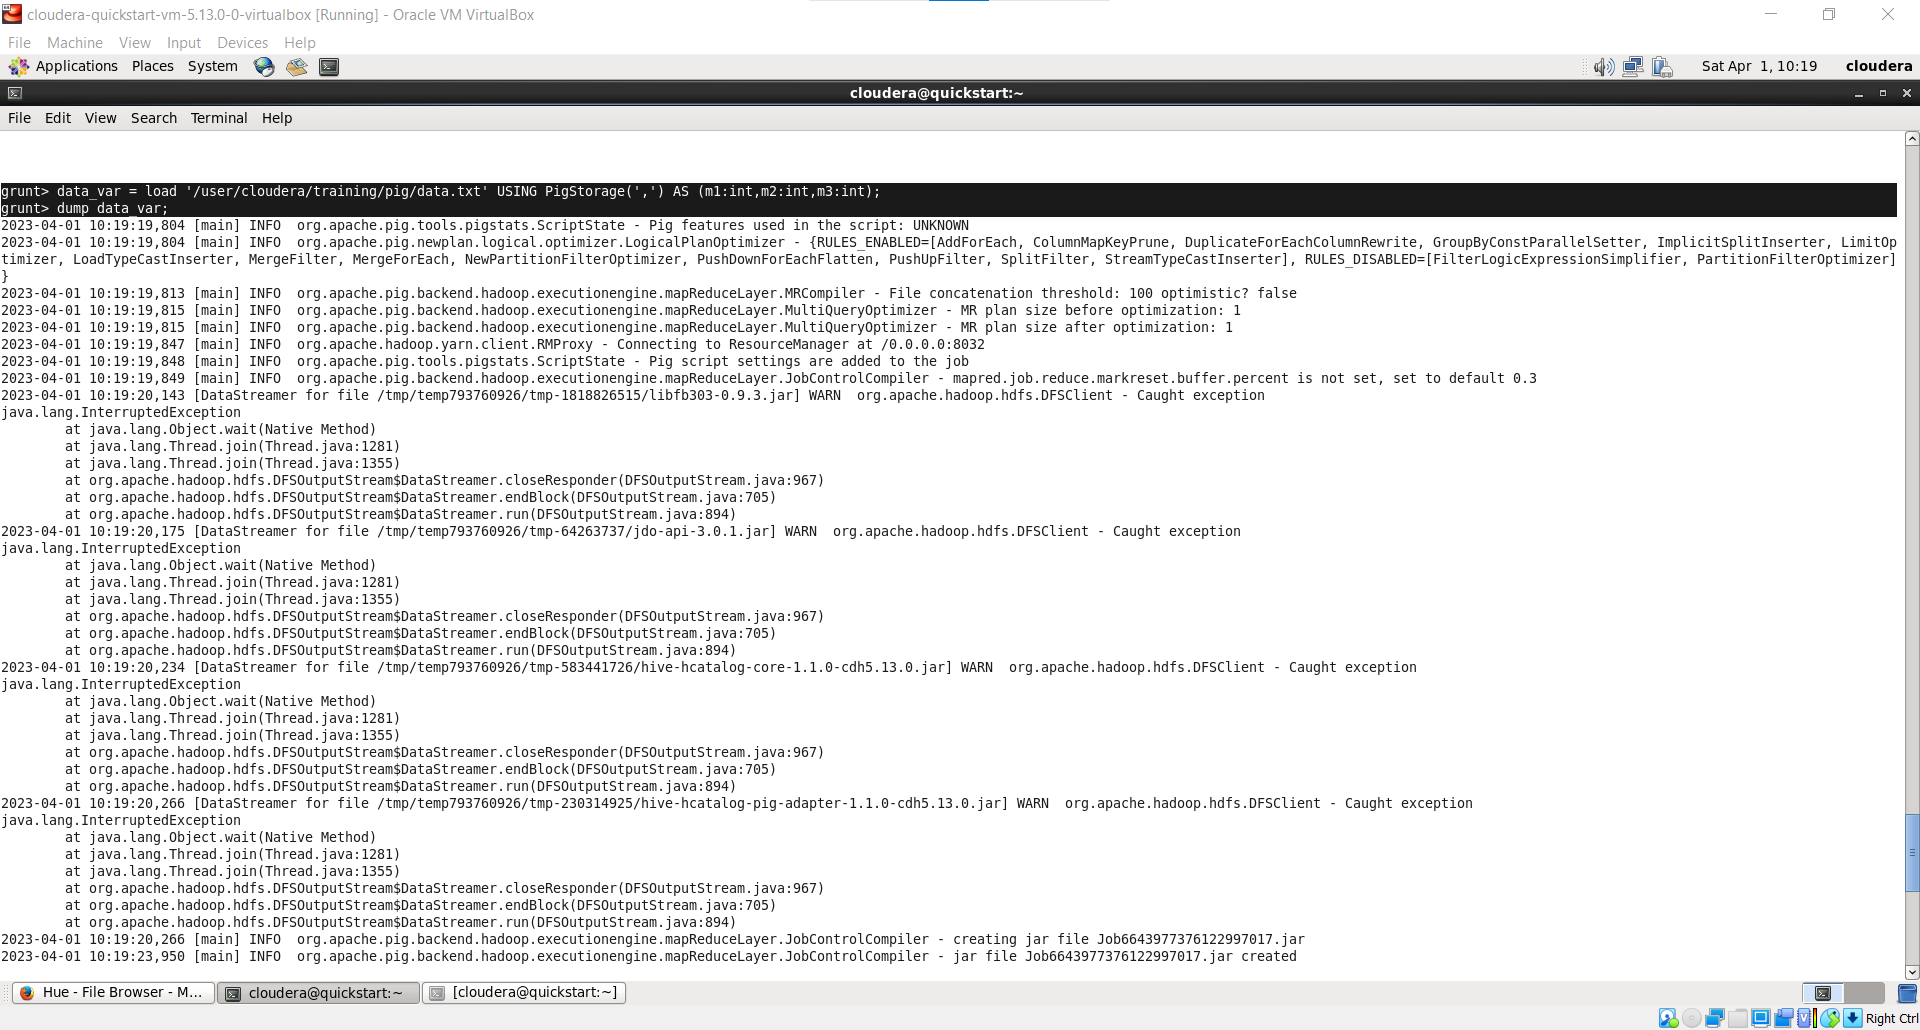 cloudera-quickstart-vm-5.13.0-0-virtualbox [Running] - Oracle VM VirtualBox
File Machine View Input Devices Help
Applications Places System Sat Apr 1, 10:19 cloudera
cloudera@quickstart:~
File Edit View Search Terminal Help
grunt> data_var = load '/user/cloudera/training/pig/data.txt' USING PigStorage(',') AS (m1:int,m2:int,m3:int);
grunt> dump data_var;
2023-04-01 10:19:19,804 [main] INFO  org.apache.pig.tools.pigstats.ScriptState - Pig features used in the script: UNKNOWN
2023-04-01 10:19:19,804 [main] INFO  org.apache.pig.newplan.logical.optimizer.LogicalPlanOptimizer - {RULES_ENABLED=[AddForEach, ColumnMapKeyPrune, DuplicateForEachColumnRewrite, GroupByConstParallelSetter, ImplicitSplitInserter, LimitOp
timizer, LoadTypeCastInserter, MergeFilter, MergeForEach, NewPartitionFilterOptimizer, PushDownForEachFlatten, PushUpFilter, SplitFilter, StreamTypeCastInserter], RULES_DISABLED=[FilterLogicExpressionSimplifier, PartitionFilterOptimizer]
}
2023-04-01 10:19:19,813 [main] INFO  org.apache.pig.backend.hadoop.executionengine.mapReduceLayer.MRCompiler - File concatenation threshold: 100 optimistic? false
2023-04-01 10:19:19,815 [main] INFO  org.apache.pig.backend.hadoop.executionengine.mapReduceLayer.MultiQueryOptimizer - MR plan size before optimization: 1
2023-04-01 10:19:19,815 [main] INFO  org.apache.pig.backend.hadoop.executionengine.mapReduceLayer.MultiQueryOptimizer - MR plan size after optimization: 1
2023-04-01 10:19:19,847 [main] INFO  org.apache.hadoop.yarn.client.RMProxy - Connecting to ResourceManager at /0.0.0.0:8032
2023-04-01 10:19:19,848 [main] INFO  org.apache.pig.tools.pigstats.ScriptState - Pig script settings are added to the job
2023-04-01 10:19:19,849 [main] INFO  org.apache.pig.backend.hadoop.executionengine.mapReduceLayer.JobControlCompiler - mapred.job.reduce.markreset.buffer.percent is not set, set to default 0.3
2023-04-01 10:19:20,143 [DataStreamer for file /tmp/temp793760926/tmp-1818826515/libfb303-0.9.3.jar] WARN  org.apache.hadoop.hdfs.DFSClient - Caught exception
java.lang.InterruptedException
at java.lang.Object.wait(Native Method)
at java.lang.Thread.join(Thread.java:1281)
at java.lang.Thread.join(Thread.java:1355)
at org.apache.hadoop.hdfs.DFSOutputStream$DataStreamer.closeResponder(DFSOutputStream.java:967)
at org.apache.hadoop.hdfs.DFSOutputStream$DataStreamer.endBlock(DFSOutputStream.java:705)
at org.apache.hadoop.hdfs.DFSOutputStream$DataStreamer.run(DFSOutputStream.java:894)
2023-04-01 10:19:20,175 [DataStreamer for file /tmp/temp793760926/tmp-64263737/jdo-api-3.0.1.jar] WARN  org.apache.hadoop.hdfs.DFSClient - Caught exception
java.lang.InterruptedException
at java.lang.Object.wait(Native Method)
at java.lang.Thread.join(Thread.java:1281)
at java.lang.Thread.join(Thread.java:1355)
at org.apache.hadoop.hdfs.DFSOutputStream$DataStreamer.closeResponder(DFSOutputStream.java:967)
at org.apache.hadoop.hdfs.DFSOutputStream$DataStreamer.endBlock(DFSOutputStream.java:705)
at org.apache.hadoop.hdfs.DFSOutputStream$DataStreamer.run(DFSOutputStream.java:894)
2023-04-01 10:19:20,234 [DataStreamer for file /tmp/temp793760926/tmp-583441726/hive-hcatalog-core-1.1.0-cdh5.13.0.jar] WARN  org.apache.hadoop.hdfs.DFSClient - Caught exception
java.lang.InterruptedException
at java.lang.Object.wait(Native Method)
at java.lang.Thread.join(Thread.java:1281)
at java.lang.Thread.join(Thread.java:1355)
at org.apache.hadoop.hdfs.DFSOutputStream$DataStreamer.closeResponder(DFSOutputStream.java:967)
at org.apache.hadoop.hdfs.DFSOutputStream$DataStreamer.endBlock(DFSOutputStream.java:705)
at org.apache.hadoop.hdfs.DFSOutputStream$DataStreamer.run(DFSOutputStream.java:894)
2023-04-01 10:19:20,266 [DataStreamer for file /tmp/temp793760926/tmp-230314925/hive-hcatalog-pig-adapter-1.1.0-cdh5.13.0.jar] WARN  org.apache.hadoop.hdfs.DFSClient - Caught exception
java.lang.InterruptedException
at java.lang.Object.wait(Native Method)
at java.lang.Thread.join(Thread.java:1281)
at java.lang.Thread.join(Thread.java:1355)
at org.apache.hadoop.hdfs.DFSOutputStream$DataStreamer.closeResponder(DFSOutputStream.java:967)
at org.apache.hadoop.hdfs.DFSOutputStream$DataStreamer.endBlock(DFSOutputStream.java:705)
at org.apache.hadoop.hdfs.DFSOutputStream$DataStreamer.run(DFSOutputStream.java:894)
2023-04-01 10:19:20,266 [main] INFO  org.apache.pig.backend.hadoop.executionengine.mapReduceLayer.JobControlCompiler - creating jar file Job6643977376122997017.jar
2023-04-01 10:19:23,950 [main] INFO  org.apache.pig.backend.hadoop.executionengine.mapReduceLayer.JobControlCompiler - jar file Job6643977376122997017.jar created
Hue - File Browser - M... cloudera@quickstart:~ [cloudera@quickstart:~]
Right Ctrl